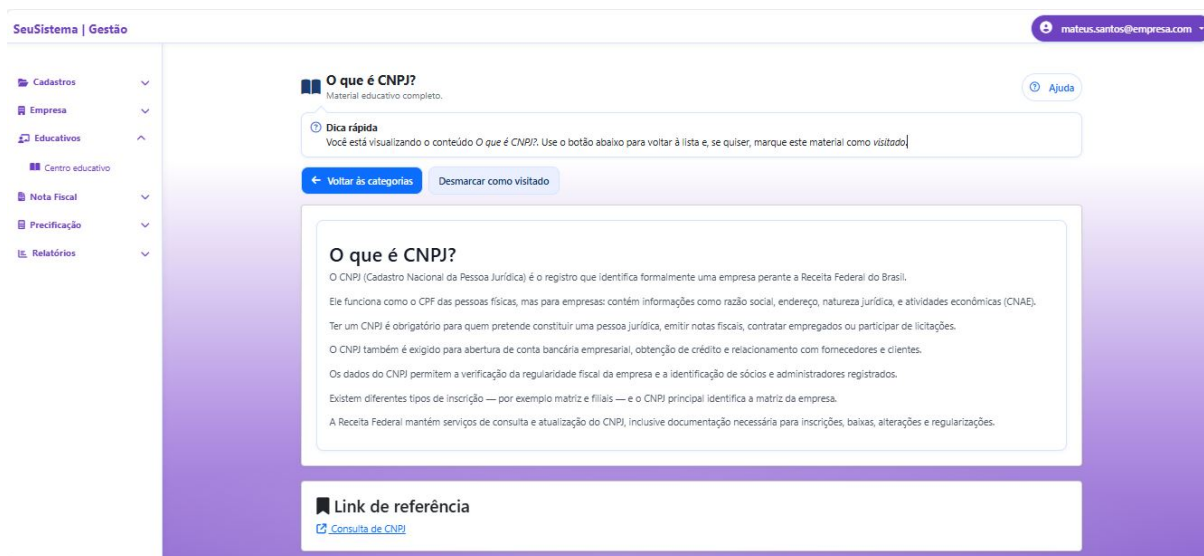 SeuSistema | Gestão
mateus.santos@empresa.com
Cadastros
Empresa
Educativos
Centro educativo
Nota Fiscal
Precificação
Relatórios
O que é CNPJ?
Material educativo completo.
Ajuda
Dica rápida
Você está visualizando o conteúdo O que é CNPJ?. Use o botão abaixo para voltar à lista e, se quiser, marque este material como visitado.
Voltar às categorias
Desmarcar como visitado
O que é CNPJ?
O CNPJ (Cadastro Nacional da Pessoa Jurídica) é o registro que identifica formalmente uma empresa perante a Receita Federal do Brasil.
Ele funciona como o CPF das pessoas físicas, mas para empresas: contém informações como razão social, endereço, natureza jurídica, e atividades econômicas (CNAE).
Ter um CNPJ é obrigatório para quem pretende constituir uma pessoa jurídica, emitir notas fiscais, contratar empregados ou participar de licitações.
O CNPJ também é exigido para abertura de conta bancária empresarial, obtenção de crédito e relacionamento com fornecedores e clientes.
Os dados do CNPJ permitem a verificação da regularidade fiscal da empresa e a identificação de sócios e administradores registrados.
Existem diferentes tipos de inscrição — por exemplo matriz e filiais — e o CNPJ principal identifica a matriz da empresa.
A Receita Federal mantém serviços de consulta e atualização do CNPJ, inclusive documentação necessária para inscrições, baixas, alterações e regularizações.
Link de referência
Consulta de CNPJ